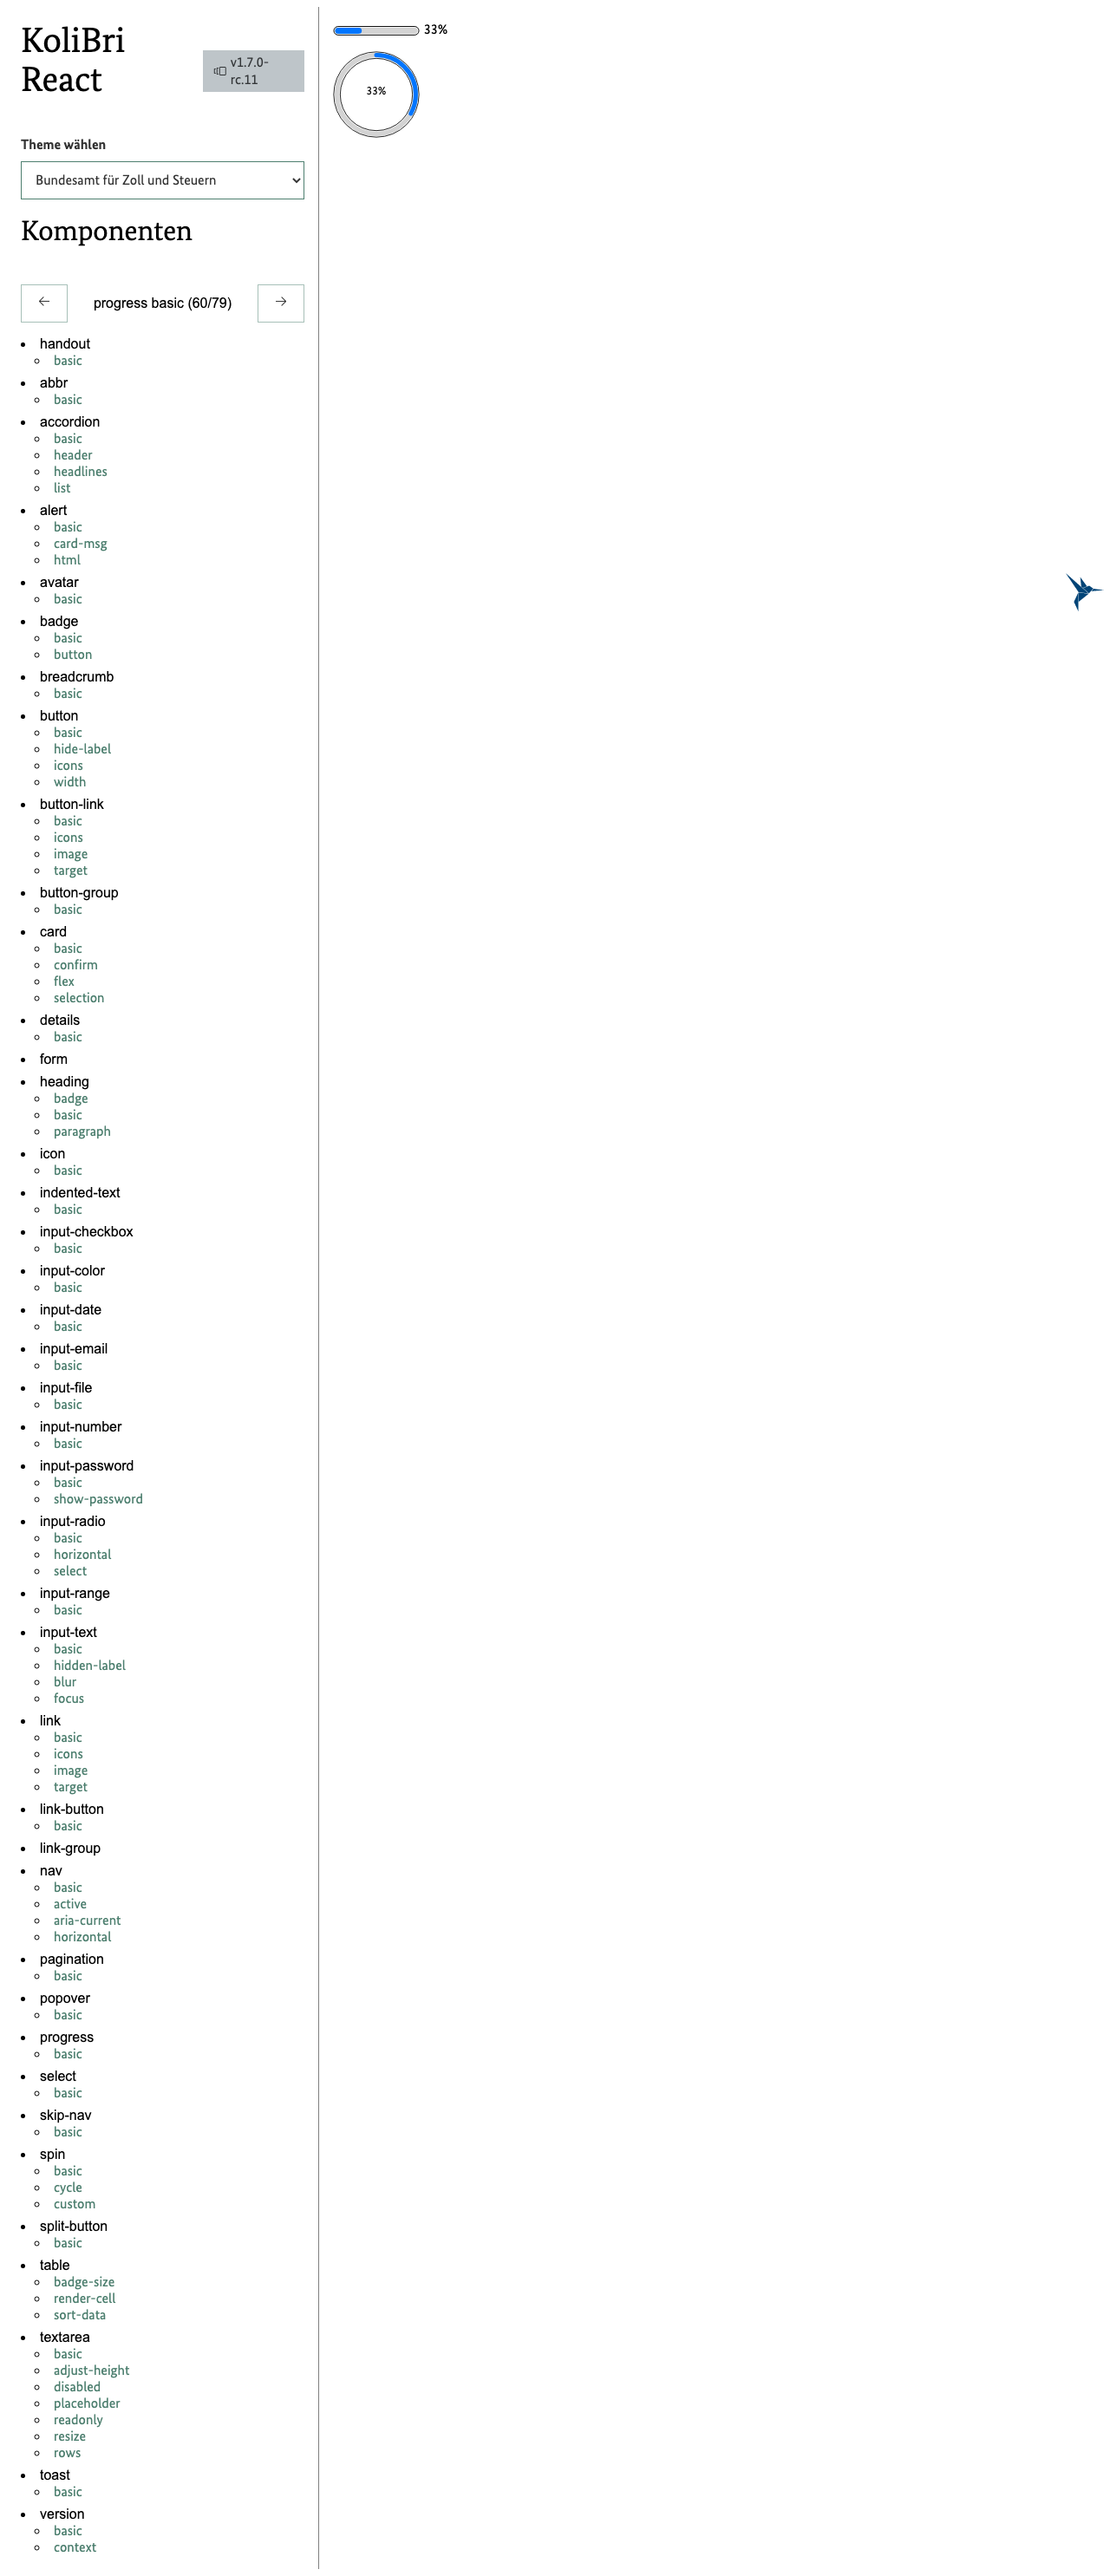 KoliBri
React
v1.7.0-
rc.11
Theme wählen
Bundesamt für Zoll und Steuern
Komponenten
progress basic (60/79)
handout
basic
abbr
basic
accordion
basic
header
headlines
list
alert
basic
card-msg
html
avatar
basic
badge
basic
button
breadcrumb
basic
button
basic
hide-label
icons
width
button-link
basic
icons
image
target
button-group
basic
card
basic
confirm
flex
selection
details
basic
form
heading
badge
basic
paragraph
icon
basic
indented-text
basic
input-checkbox
basic
input-color
basic
input-date
basic
input-email
basic
input-file
basic
input-number
basic
input-password
basic
show-password
input-radio
basic
horizontal
select
input-range
basic
input-text
basic
hidden-label
blur
focus
link
basic
icons
image
target
link-button
basic
link-group
nav
basic
active
aria-current
horizontal
pagination
basic
popover
basic
progress
basic
select
basic
skip-nav
basic
spin
basic
cycle
custom
split-button
basic
table
badge-size
render-cell
sort-data
textarea
basic
adjust-height
disabled
placeholder
readonly
resize
rows
toast
basic
version
basic
context
33%
33%